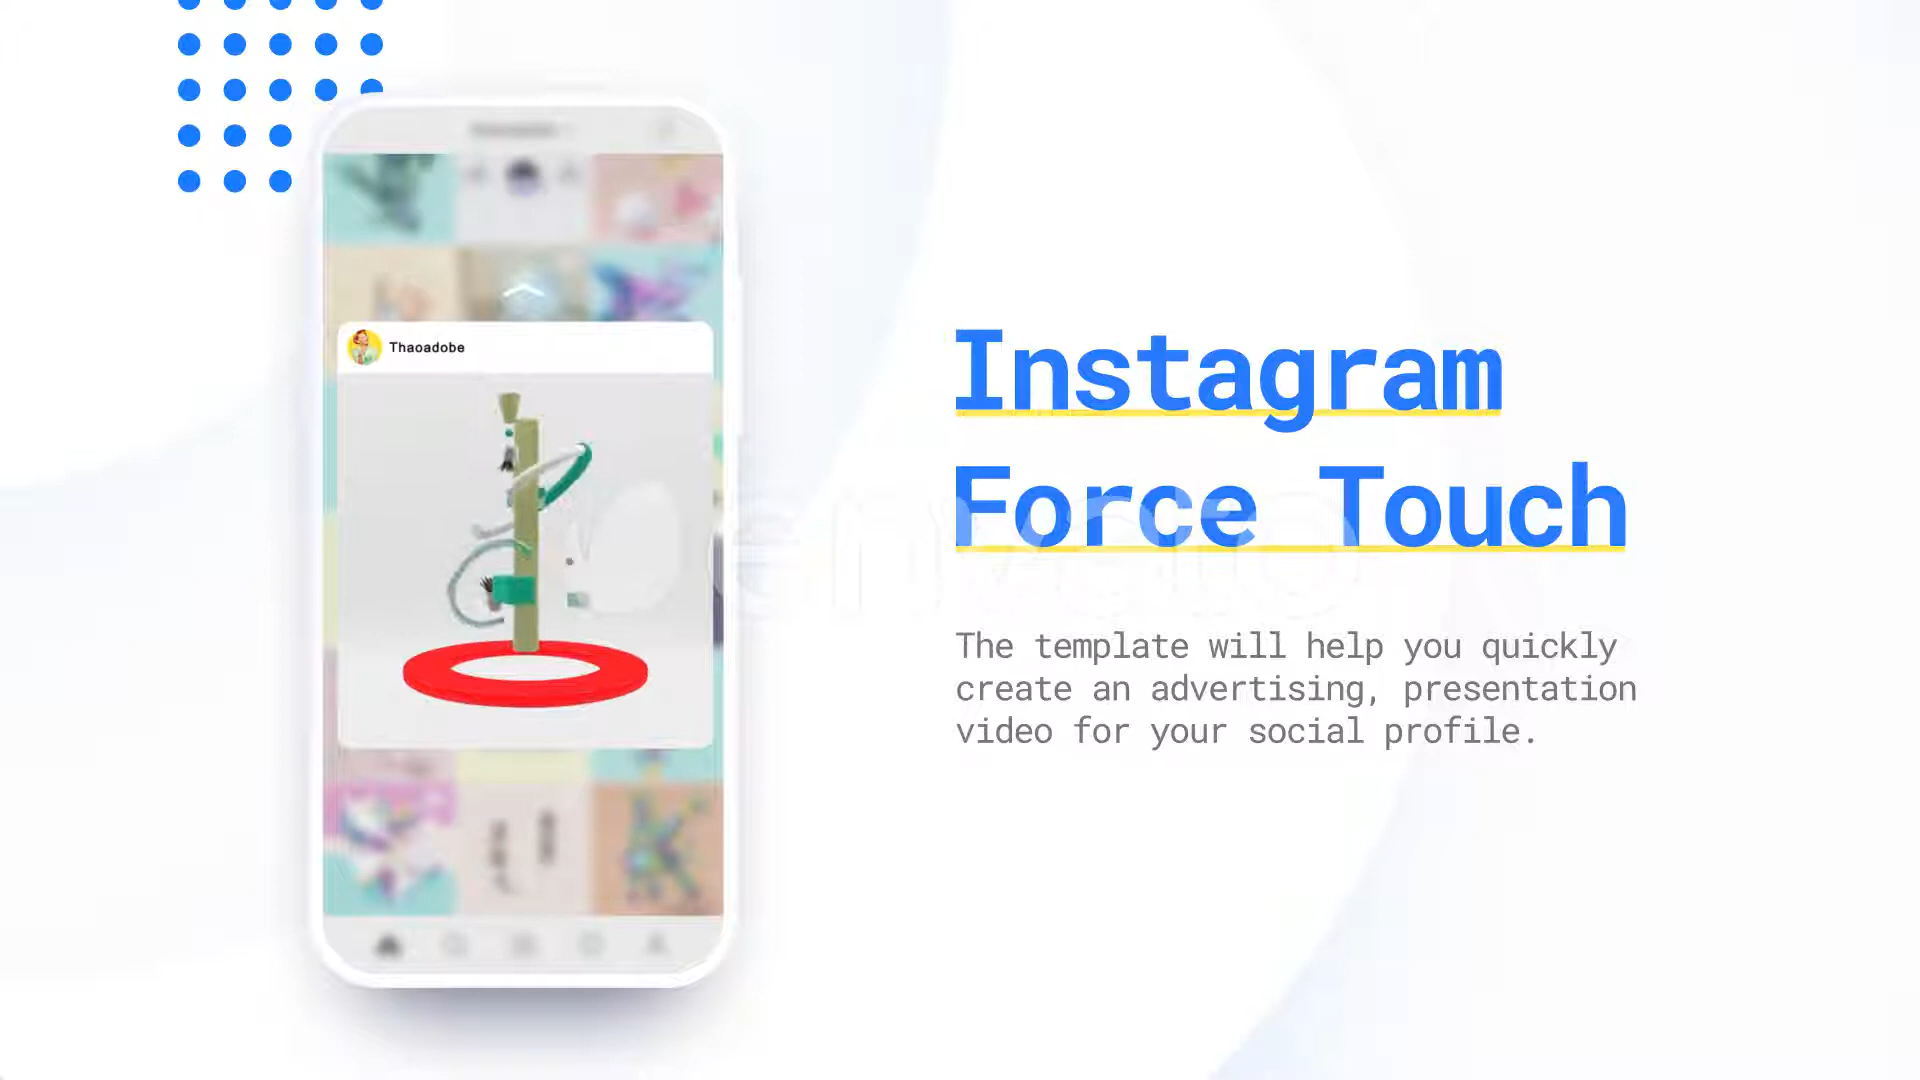 Thaoadobe
Instagram
Force Touch
envato
The template will help you quickly
create an advertising, presentation
video for your social profile.